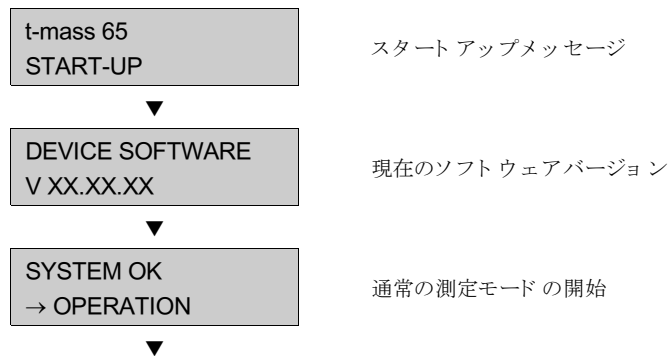 t-mass 65
START-UP
スタートアップメッセージ
▼
DEVICE SOFTWARE
V XX.XX.XX
現在のソフトウェアバージョン
▼
SYSTEM OK
→ OPERATION
通常の測定モードの開始
▼